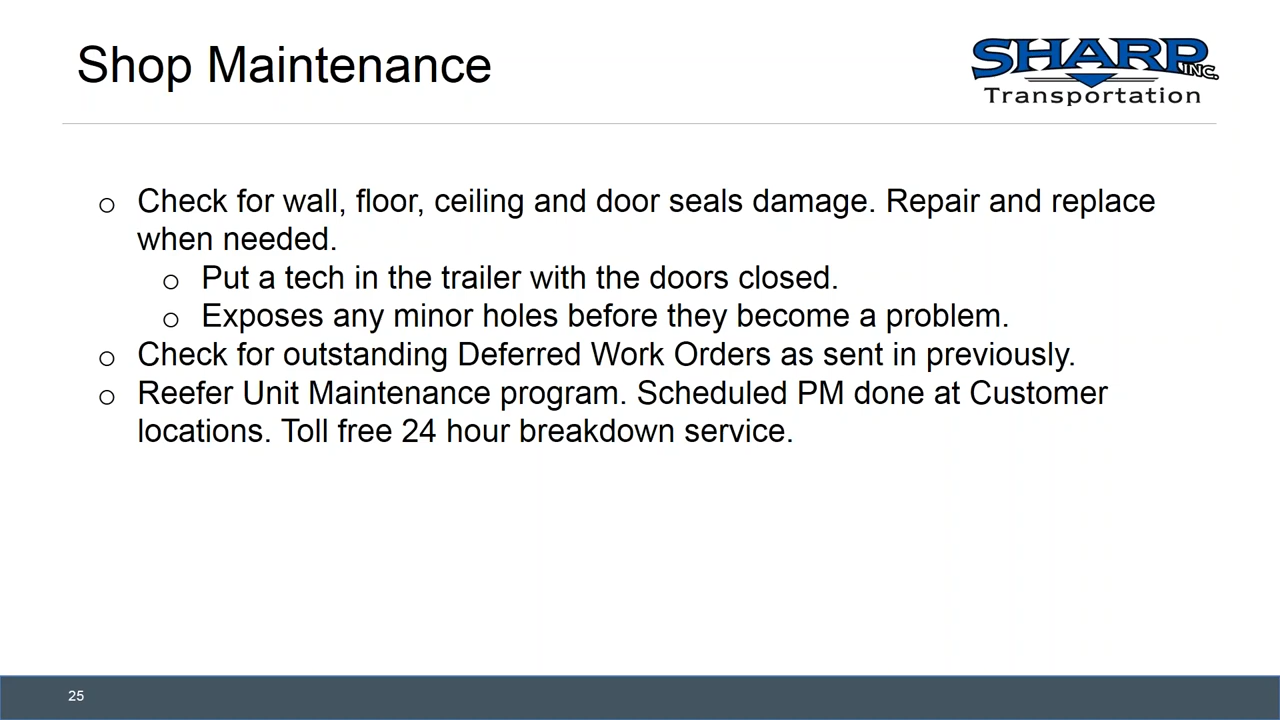 Shop Maintenance
SHARP INC.
Transportation
o Check for wall, floor, ceiling and door seals damage. Repair and replace
when needed.
o Put a tech in the trailer with the doors closed.
o Exposes any minor holes before they become a problem.
o Check for outstanding Deferred Work Orders as sent in previously.
o Reefer Unit Maintenance program. Scheduled PM done at Customer
locations. Toll free 24 hour breakdown service.
25